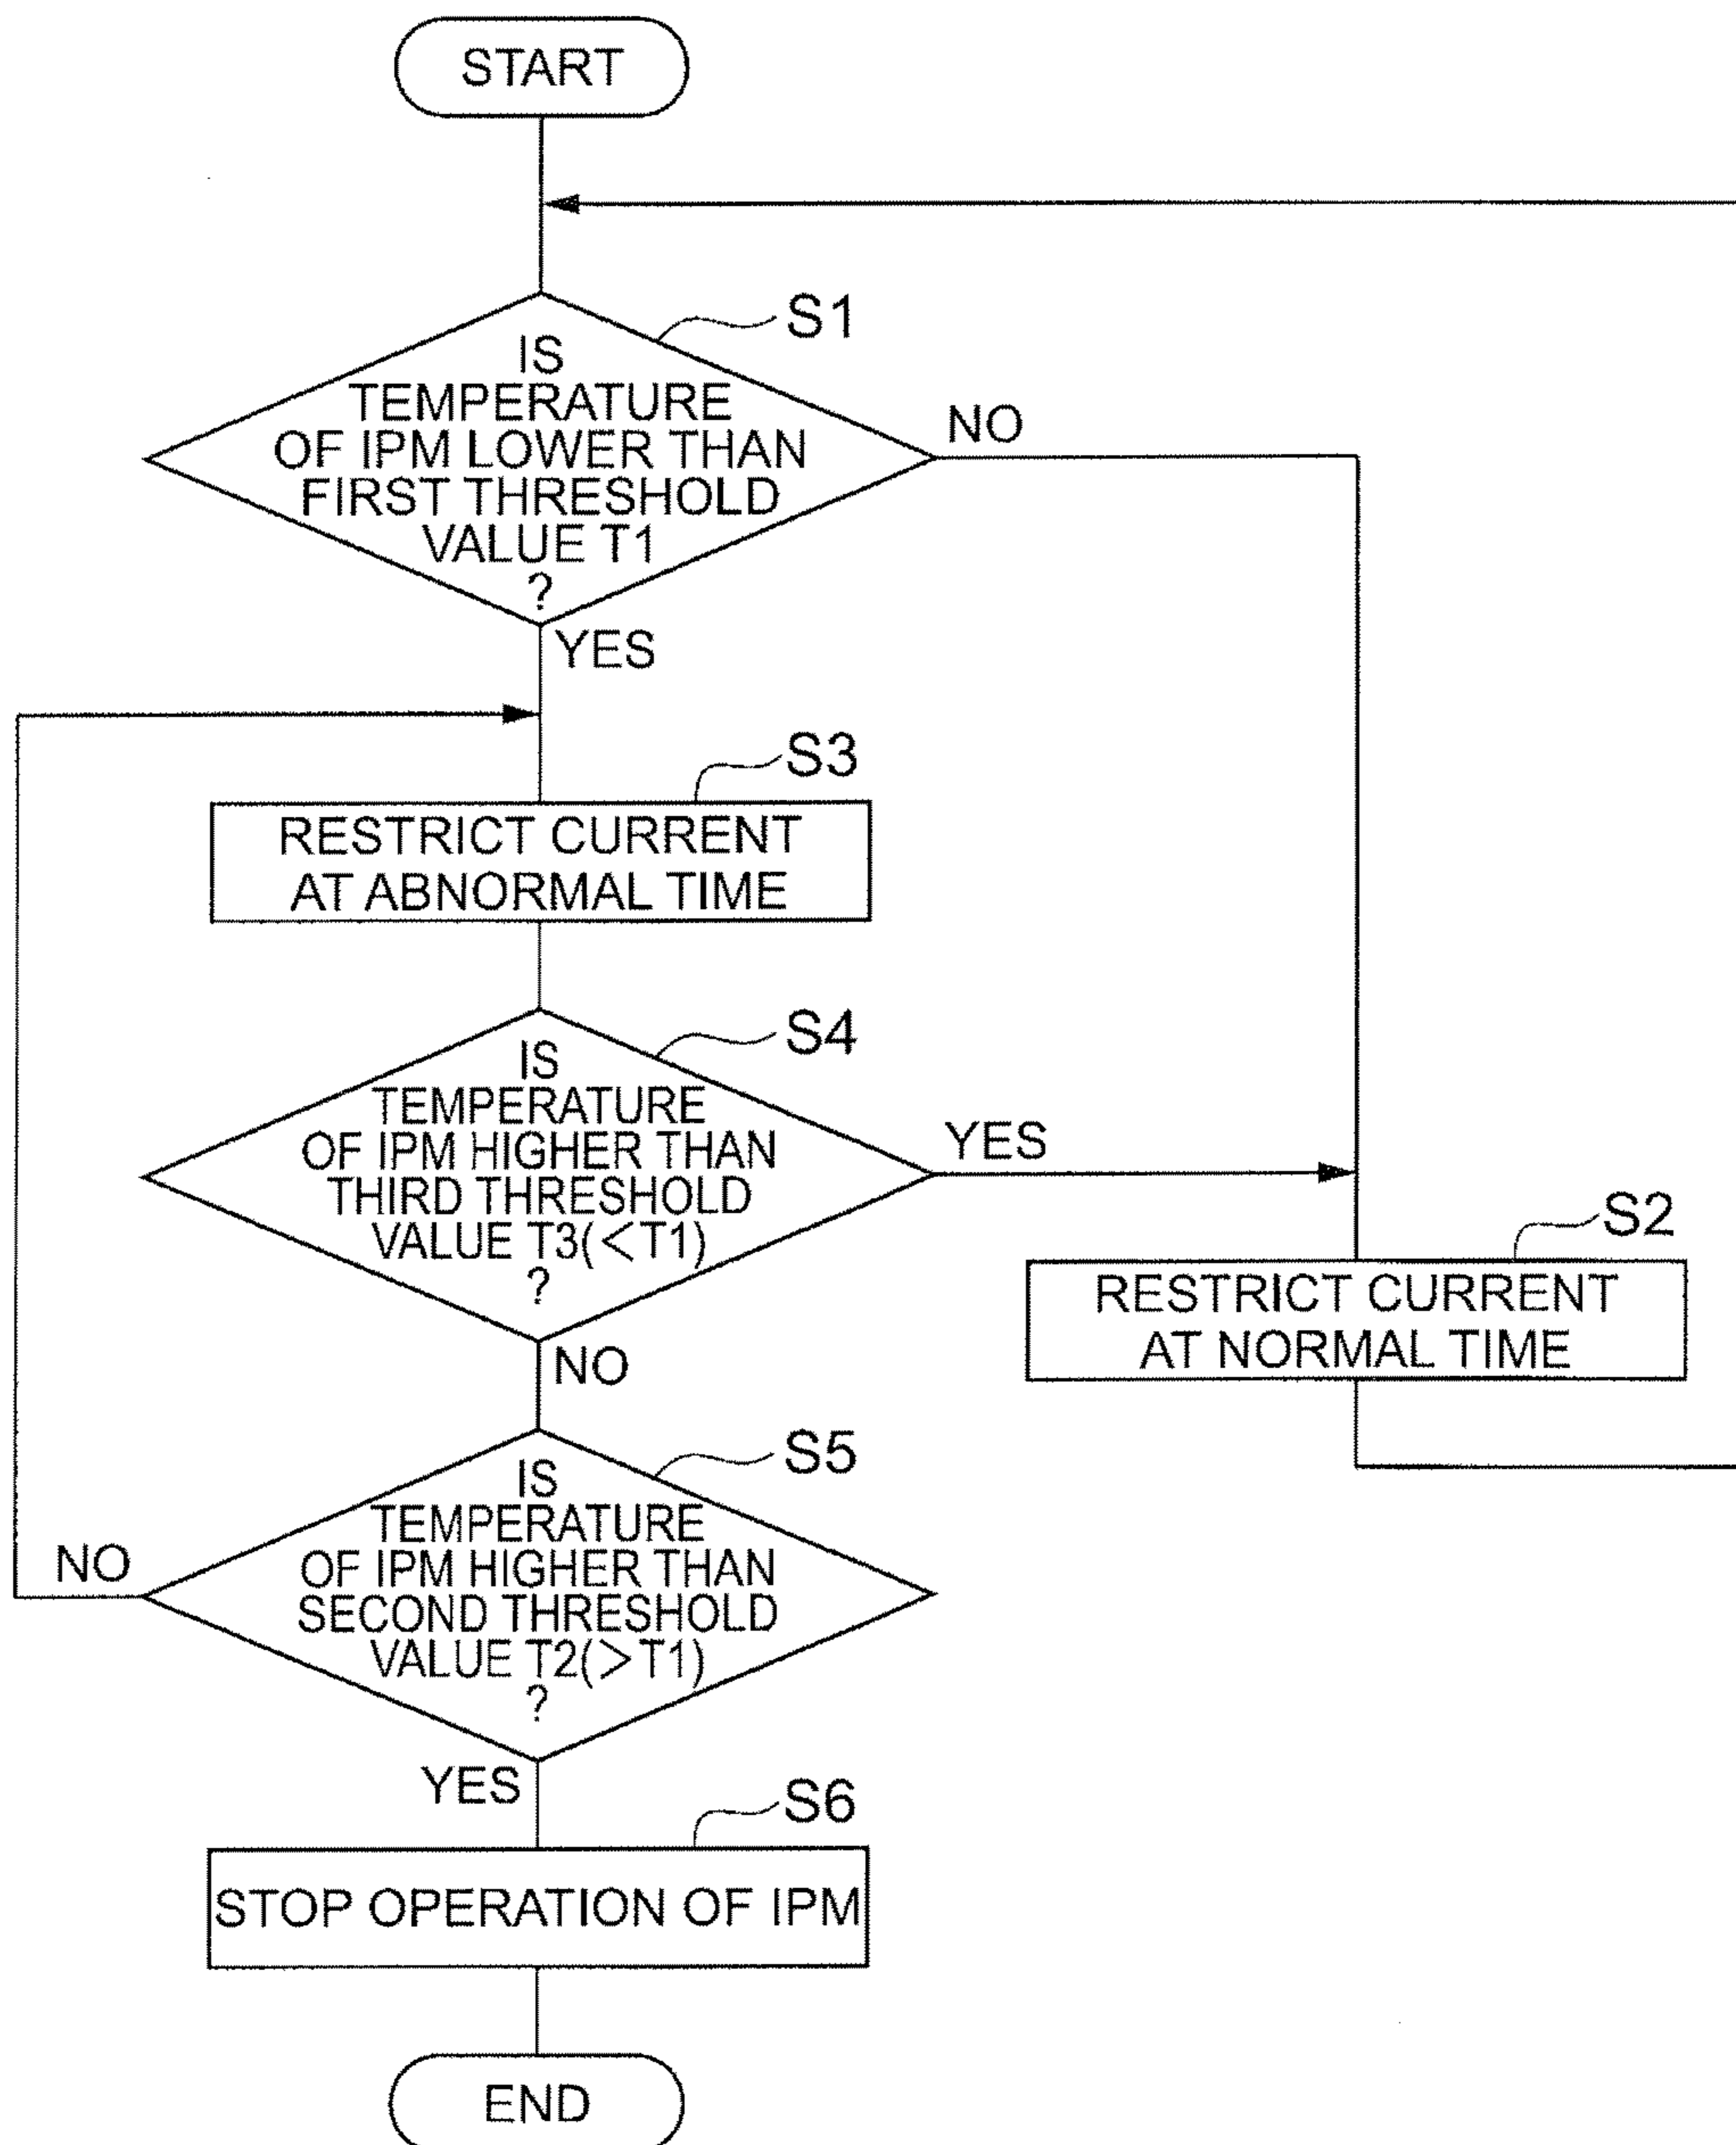 START
S1
IS
TEMPERATURE
OF IPM LOWER THAN
FIRST THRESHOLD
VALUE T1
?
NO
YES
S3
RESTRICT CURRENT
AT ABNORMAL TIME
S4
IS
TEMPERATURE
OF IPM HIGHER THAN
THIRD THRESHOLD
VALUE T3(<T1)
?
YES
NO
S2
RESTRICT CURRENT
AT NORMAL TIME
S5
IS
TEMPERATURE
OF IPM HIGHER THAN
SECOND THRESHOLD
VALUE T2(>T1)
?
NO
YES
S6
STOP OPERATION OF IPM
END